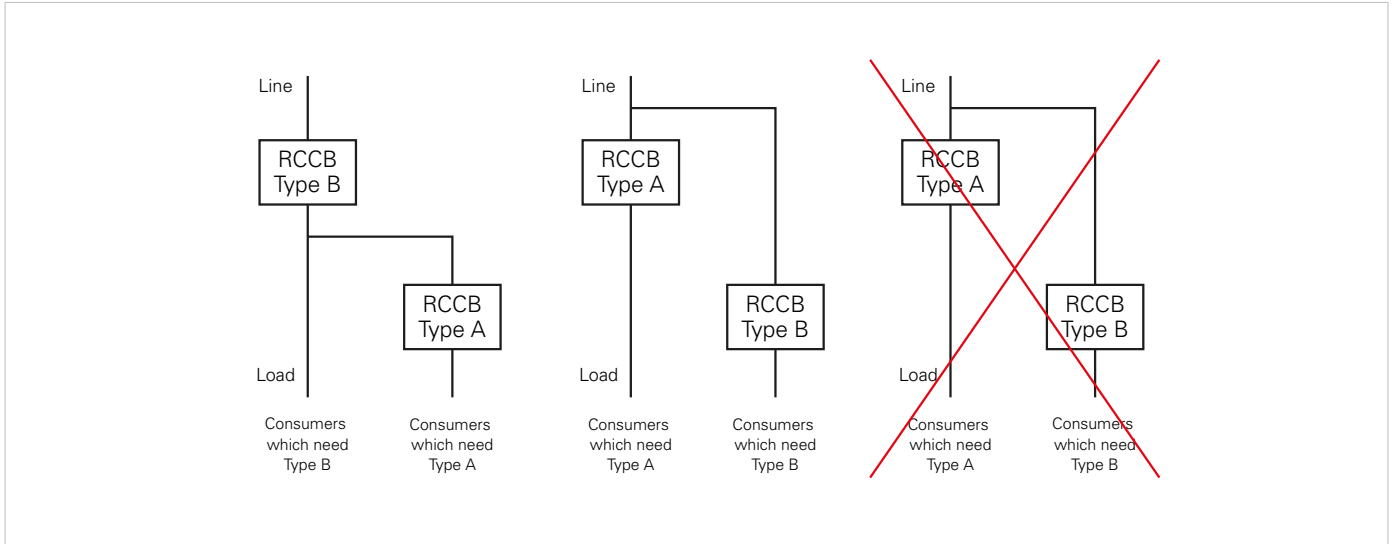 Line
RCCB
Type B
RCCB
Type A
Load
Consumers
which need
Type B
Consumers
which need
Type A
Line
RCCB
Type A
RCCB
Type B
Load
Consumers
which need
Type A
Consumers
which need
Type B
Line
RCCB
Type A
RCCB
Type B
Load
Consumers
which need
Type A
Consumers
which need
Type B